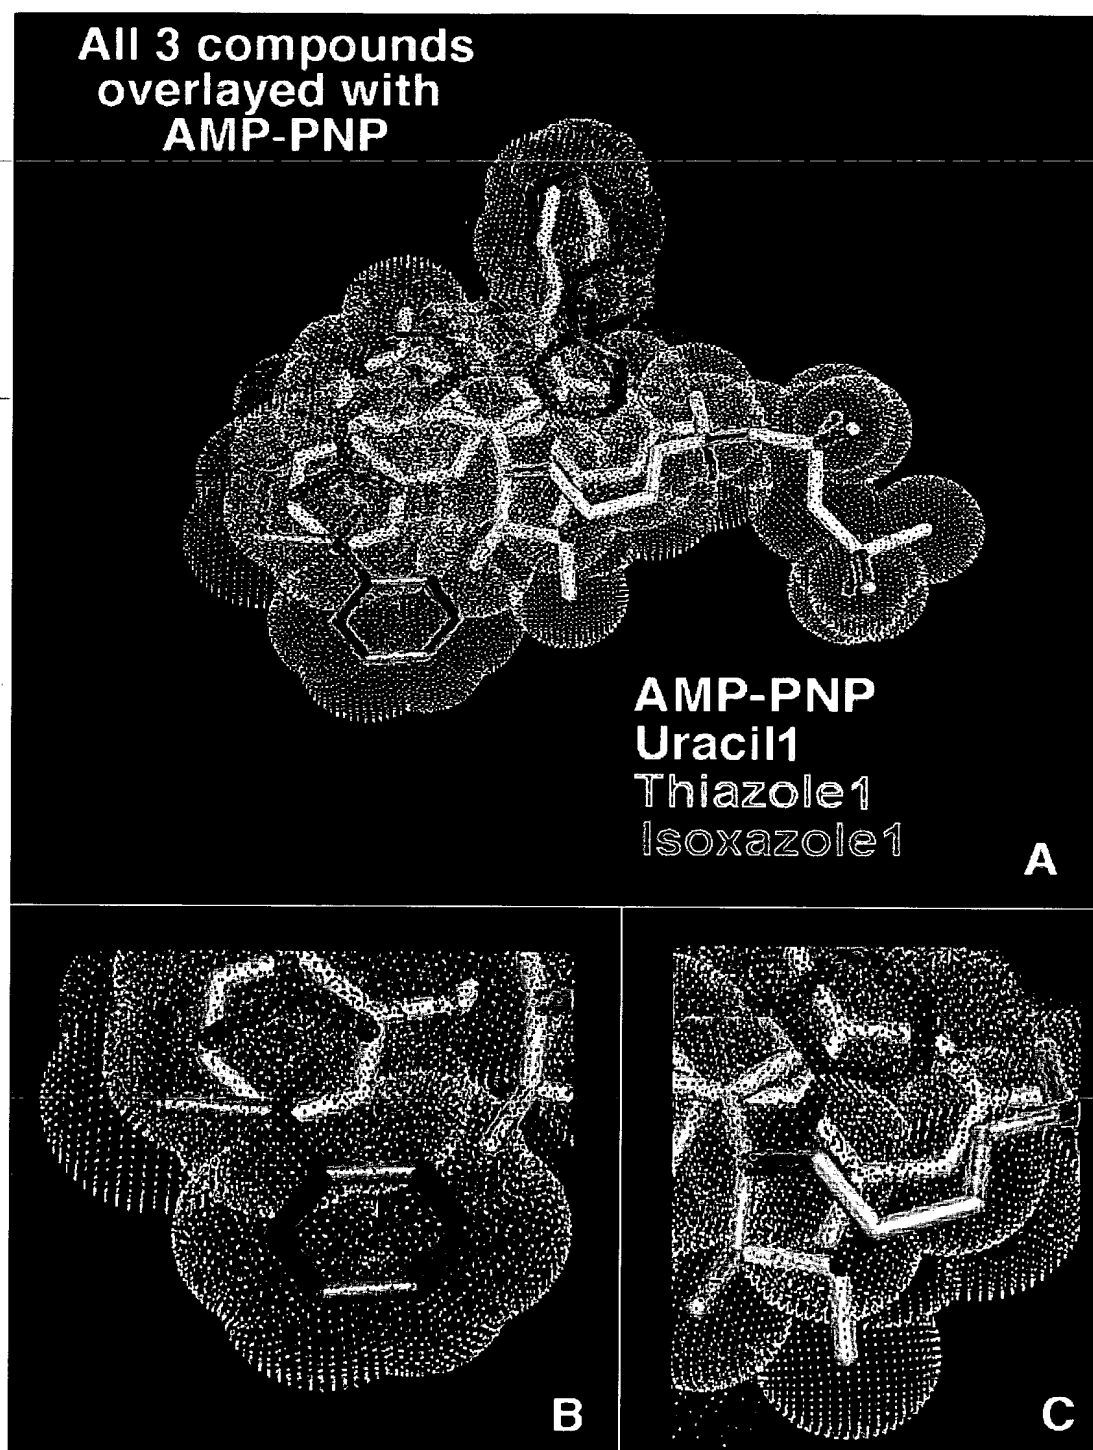 All 3 compounds
overlayed with
AMP-PNP
AMP-PNP
Uracil1
Thiazole1
Isoxazole1
A
B
C